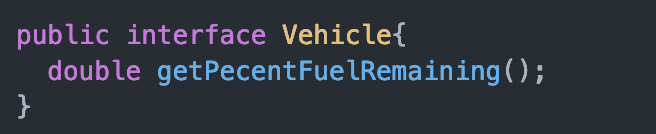 public interface Vehicle{
  double getPecentFuelRemaining();
}